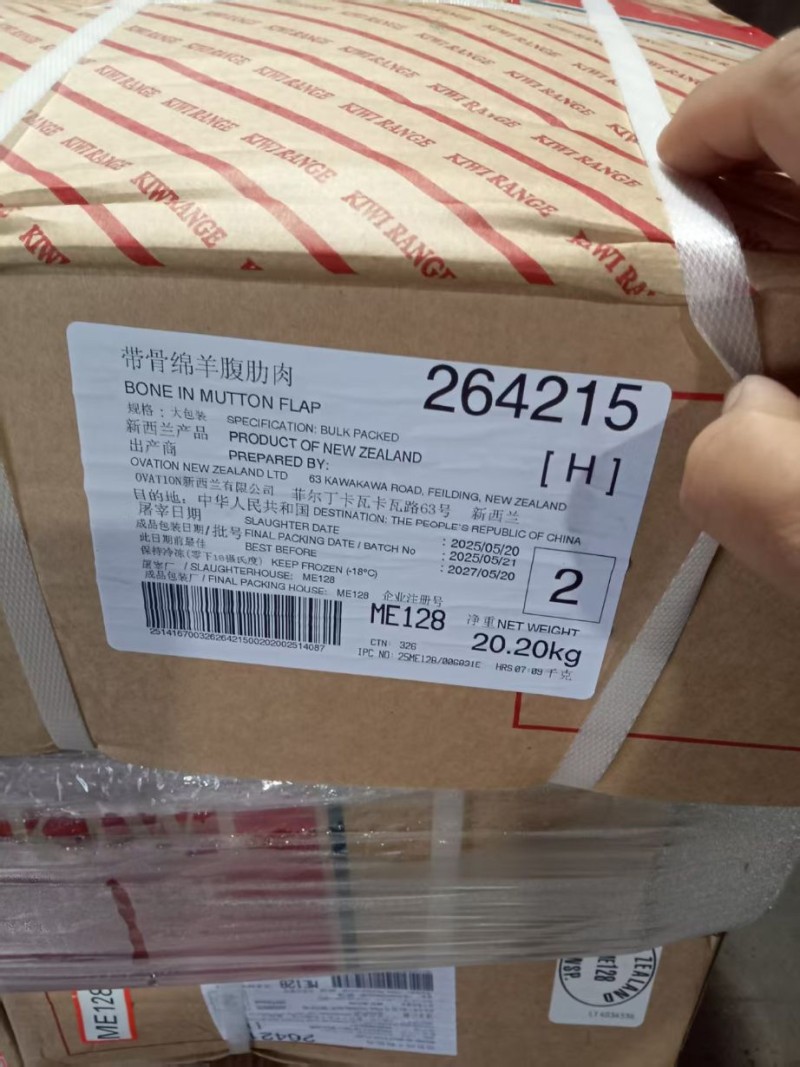 KIWI RANGE
带骨绵羊腹肋肉
BONE IN MUTTON FLAP
264215
规格：大包装 SPECIFICATION: BULK PACKED
新西兰产品 PRODUCT OF NEW ZEALAND
[H]
出产商 PREPARED BY:
OVATION NEW ZEALAND LTD 63 KAWAKAWA ROAD, FEILDING, NEW ZEALAND
OVATION新西兰有限公司 菲尔丁卡瓦卡瓦路63号 新西兰
目的地：中华人民共和国 DESTINATION: THE PEOPLE'S REPUBLIC OF CHINA
屠宰日期 SLAUGHTER DATE : 2025/05/20
成品包装日期/批号 FINAL PACKING DATE / BATCH No : 2025/05/21
此日期前最佳 BEST BEFORE : 2027/05/20
保持冷冻(零下18摄氏度) KEEP FROZEN (-18°C)
屠宰厂 / SLAUGHTERHOUSE: ME128
成品包装厂 / FINAL PACKING HOUSE: ME128
2
企业注册号
ME128
净重 NET WEIGHT
20.20kg
千克
CTN: 326
HRS 07:09
ME128
ME128
ZEALAND
ME128